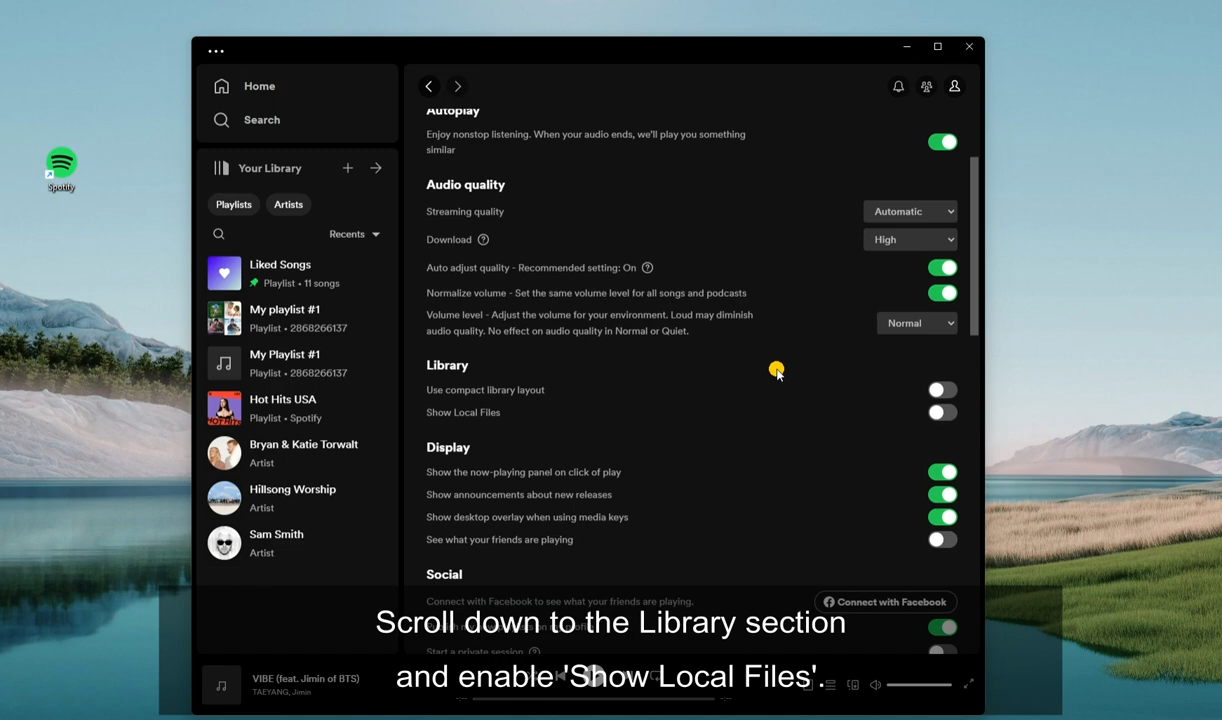 Spotify
Home
Search
Your Library
Playlists
Artists
Recents
Liked Songs
Playlist • 11 songs
My playlist #1
Playlist • 2868266137
My Playlist #1
Playlist • 2868266137
Hot Hits USA
Playlist • Spotify
Bryan & Katie Torwalt
Artist
Hillsong Worship
Artist
Sam Smith
Artist
Autoplay
Enjoy nonstop listening. When your audio ends, we'll play you something
similar
Audio quality
Streaming quality
Automatic
Download
High
Auto adjust quality - Recommended setting: On
Normalize volume - Set the same volume level for all songs and podcasts
Volume level - Adjust the volume for your environment. Loud may diminish
audio quality. No effect on audio quality in Normal or Quiet.
Normal
Library
Use compact library layout
Show Local Files
Display
Show the now-playing panel on click of play
Show announcements about new releases
Show desktop overlay when using media keys
See what your friends are playing
Social
Connect with Facebook to see what your friends are playing.
Connect with Facebook
Start a private session
VIBE (feat. Jimin of BTS)
TAEYANG, Jimin
Scroll down to the Library section
and enable 'Show Local Files'.